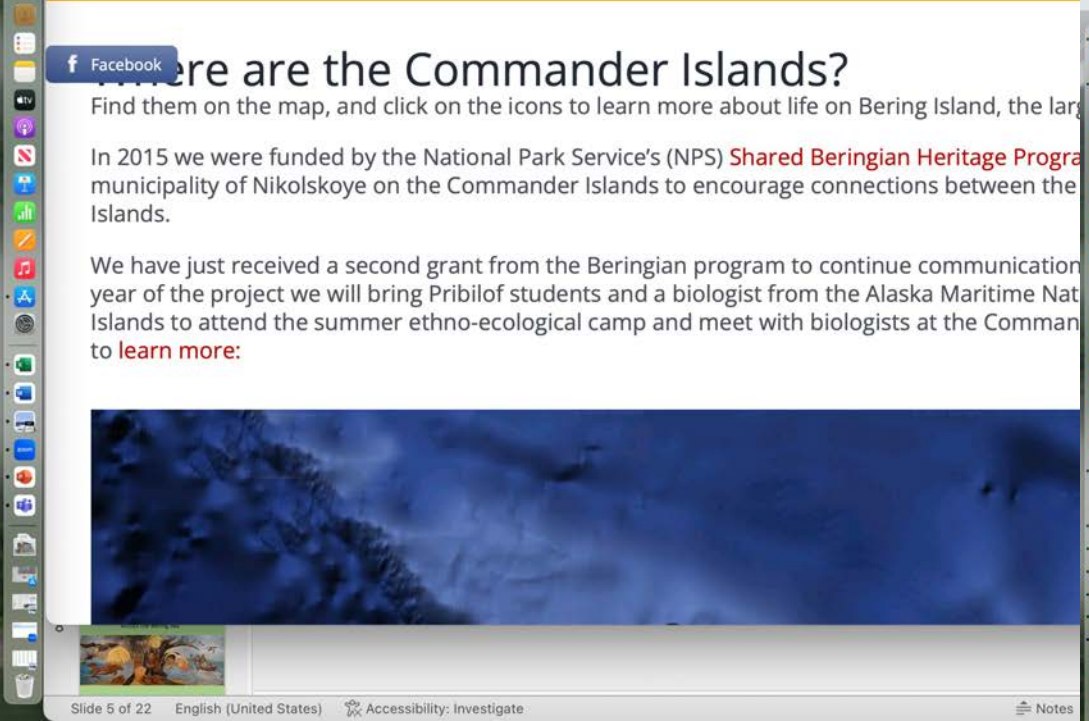 Facebook
ere are the Commander Islands?
Find them on the map, and click on the icons to learn more about life on Bering Island, the larg
In 2015 we were funded by the National Park Service's (NPS) Shared Beringian Heritage Progra
municipality of Nikolskoye on the Commander Islands to encourage connections between the
Islands.
We have just received a second grant from the Beringian program to continue communication
year of the project we will bring Pribilof students and a biologist from the Alaska Maritime Nat
Islands to attend the summer ethno-ecological camp and meet with biologists at the Comman
to learn more:
Slide 5 of 22 English (United States) Accessibility: Investigate Notes